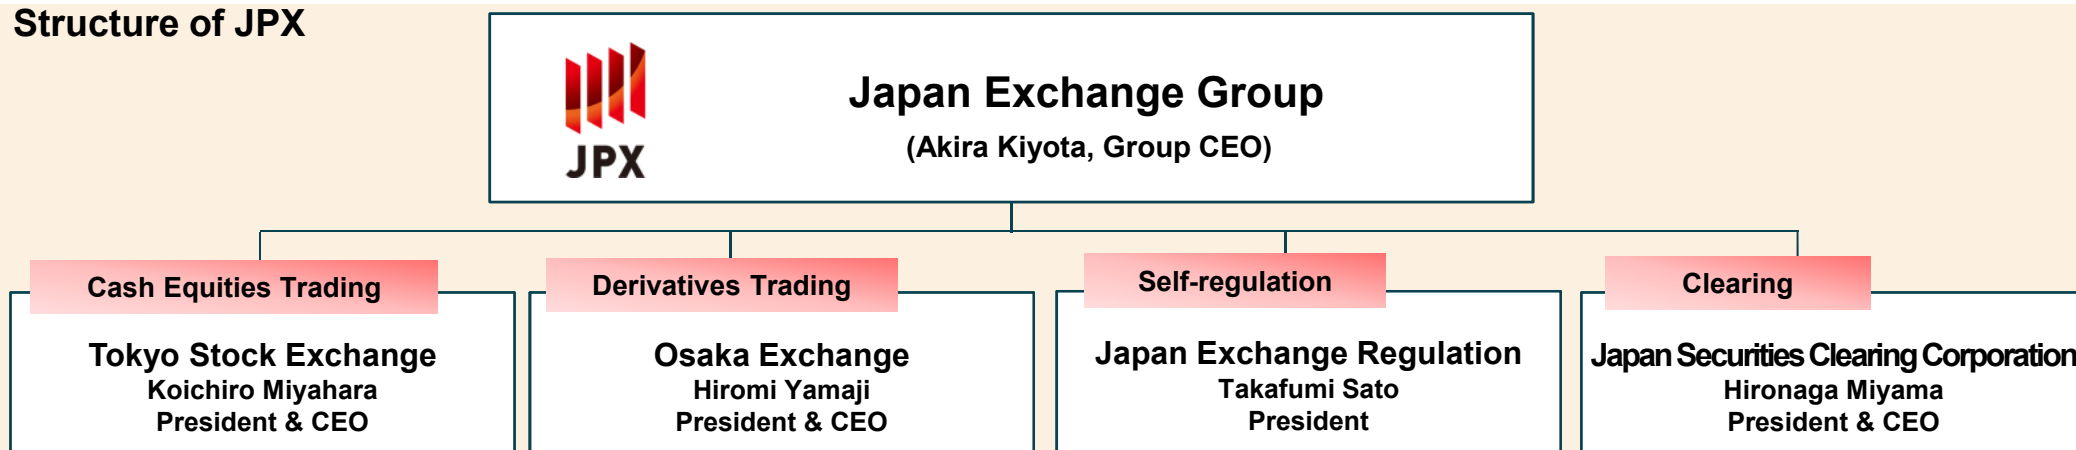 Structure of JPX
JPX
Japan Exchange Group
(Akira Kiyota, Group CEO)
Cash Equities Trading
Tokyo Stock Exchange
Koichiro Miyahara
President & CEO
Derivatives Trading
Osaka Exchange
Hiromi Yamaji
President & CEO
Self-regulation
Japan Exchange Regulation
Takafumi Sato
President
Clearing
Japan Securities Clearing Corporation
Hironaga Miyama
President & CEO